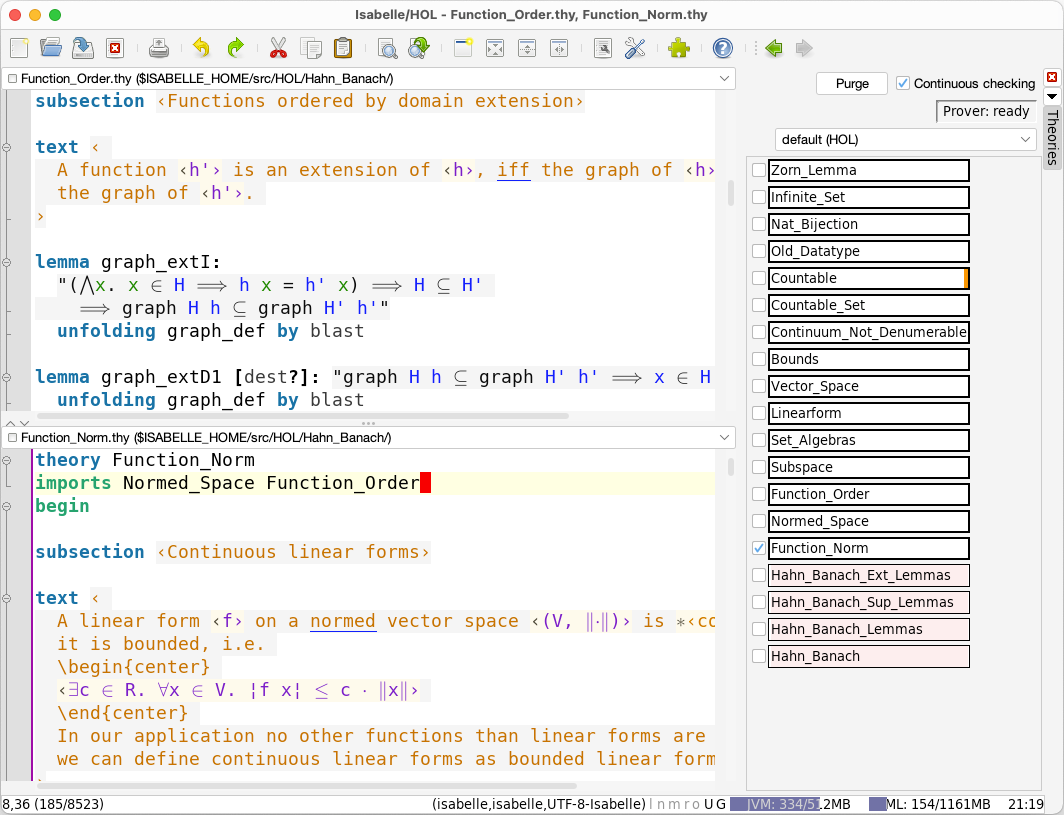 Isabelle/HOL - Function_Order.thy, Function_Norm.thy
Function_Order.thy ($ISABELLE_HOME/src/HOL/Hahn_Banach/)
subsection ‹Functions ordered by domain extension›
text ‹
A function ‹h'› is an extension of ‹h›, iff the graph of ‹h›
the graph of ‹h'›.
›
lemma graph_extI:
"(⋀x. x ∈ H ⟹ h x = h' x) ⟹ H ⊆ H'
⟹ graph H h ⊆ graph H' h'"
unfolding graph_def by blast
lemma graph_extD1 [dest?]: "graph H h ⊆ graph H' h' ⟹ x ∈ H
unfolding graph_def by blast
Function_Norm.thy ($ISABELLE_HOME/src/HOL/Hahn_Banach/)
theory Function_Norm
imports Normed_Space Function_Order
begin
subsection ‹Continuous linear forms›
text ‹
A linear form ‹f› on a normed vector space ‹(V, ∥·∥)› is *‹co
it is bounded, i.e.
\begin{center}
‹∃c ∈ R. ∀x ∈ V. ¦f x¦ ≤ c · ∥x∥›
\end{center}
In our application no other functions than linear forms are
we can define continuous linear forms as bounded linear form
Purge
Continuous checking
Prover: ready
default (HOL)
Theories
Zorn_Lemma
Infinite_Set
Nat_Bijection
Old_Datatype
Countable
Countable_Set
Continuum_Not_Denumerable
Bounds
Vector_Space
Linearform
Set_Algebras
Subspace
Function_Order
Normed_Space
Function_Norm
Hahn_Banach_Ext_Lemmas
Hahn_Banach_Sup_Lemmas
Hahn_Banach_Lemmas
Hahn_Banach
8,36 (185/8523)
(isabelle,isabelle,UTF-8-Isabelle) l n m r o U G
JVM: 334/512MB
ML: 154/1161MB
21:19